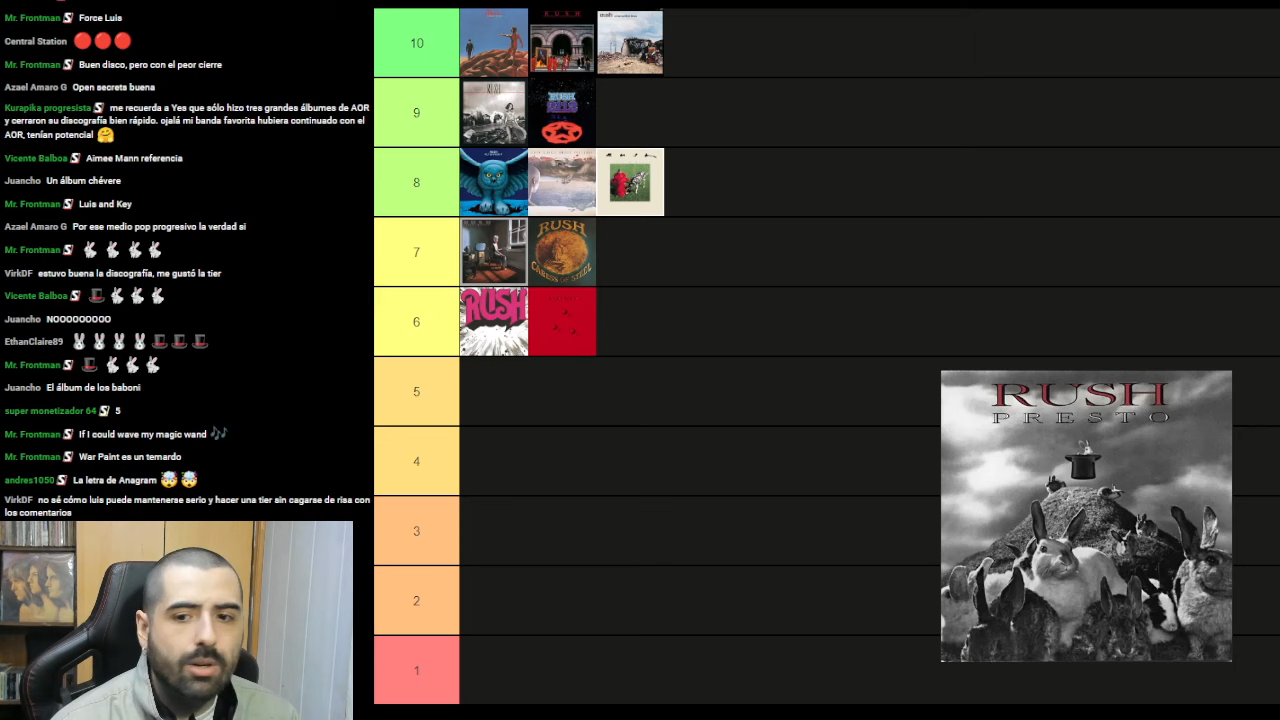 Mr. Frontman Force Luis
Central Station 🔴🔴🔴
Mr. Frontman Buen disco, pero con el peor cierre
Azael Amaro G Open secrets buena
Kurapika progresista me recuerda a Yes que sólo hizo tres grandes álbumes de AOR
y cerraron su discografía bien rápido. ojalá mi banda favorita hubiera continuado con el
AOR, tenían potencial 🤗
Vicente Balboa Aimee Mann referencia
Juancho Un álbum chévere
Mr. Frontman Luis and Key
Azael Amaro G Por ese medio pop progresivo la verdad si
Mr. Frontman 🐇 🐇 🐇 🐇
VirkDF estuvo buena la discografía, me gustó la tier
Vicente Balboa 🎩 🐇 🐇 🐇
Juancho NOOOOOOOOO
EthanClaire89 🐰 🐰 🐰 🐰 🎩 🎩 🎩
Mr. Frontman 🎩 🐇 🐇 🐇
Juancho El álbum de los baboni
super monetizador 64 5
Mr. Frontman If I could wave my magic wand 🎶
Mr. Frontman War Paint es un temardo
andres1050 La letra de Anagram 🤯 🤯
VirkDF no sé cómo luis puede mantenerse serio y hacer una tier sin cagarse de risa con
los comentarios
10
RUSH
9
RUSH
8
7
RUSH
CARESS OF STEEL
6
RUSH
5
4
3
2
1
RUSH
PRESTO